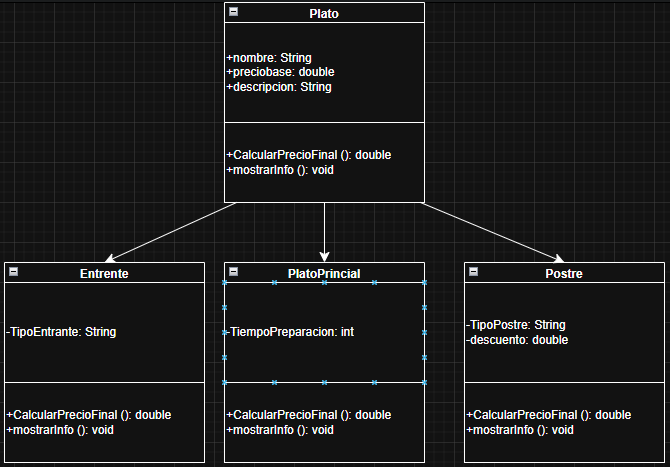 Plato
+nombre: String
+preciobase: double
+descripcion: String
+CalcularPrecioFinal (): double
+mostrarInfo (): void
Entrente
-TipoEntrante: String
+CalcularPrecioFinal (): double
+mostrarInfo (): void
PlatoPrincial
-TiempoPreparacion: int
+CalcularPrecioFinal (): double
+mostrarInfo (): void
Postre
-TipoPostre: String
-descuento: double
+CalcularPrecioFinal (): double
+mostrarInfo (): void